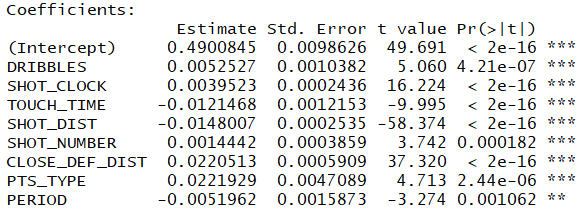 Coefficients:
Estimate Std. Error t value Pr(>|t|)
(Intercept) 0.4900845 0.0098626 49.691 < 2e-16 ***
DRIBBLES 0.0052527 0.0010382 5.060 4.21e-07 ***
SHOT_CLOCK 0.0039523 0.0002436 16.224 < 2e-16 ***
TOUCH_TIME -0.0121468 0.0012153 -9.995 < 2e-16 ***
SHOT_DIST -0.0148007 0.0002535 -58.374 < 2e-16 ***
SHOT_NUMBER 0.0014442 0.0003859 3.742 0.000182 ***
CLOSE_DEF_DIST 0.0220513 0.0005909 37.320 < 2e-16 ***
PTS_TYPE 0.0221929 0.0047089 4.713 2.44e-06 ***
PERIOD -0.0051962 0.0015873 -3.274 0.001062 **